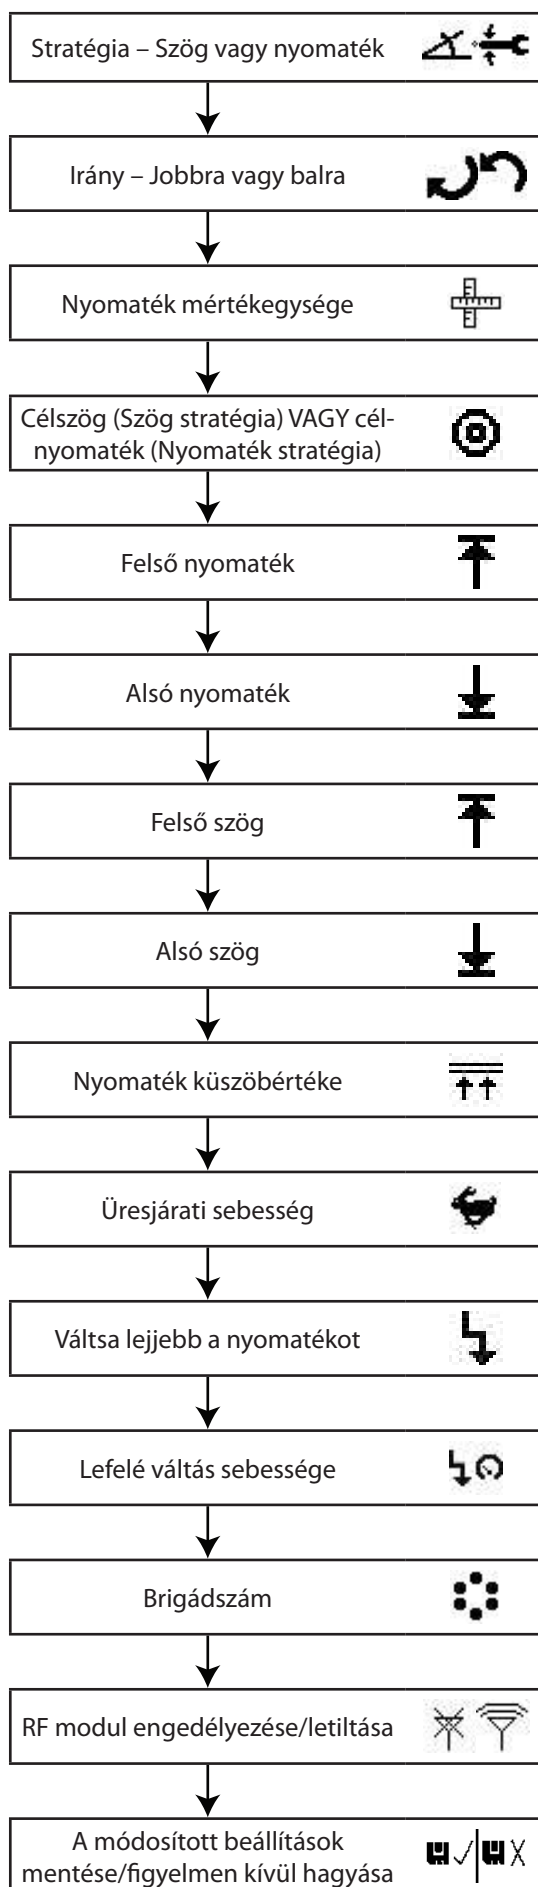 Stratégia – Szög vagy nyomaték
Irány – Jobbra vagy balra
Nyomaték mértékegysége
Célszög (Szög stratégia) VAGY cél-
nyomaték (Nyomaték stratégia)
Felső nyomaték
Alsó nyomaték
Felső szög
Alsó szög
Nyomaték küszöbértéke
Üresjárati sebesség
Váltsa lejjebb a nyomatékot
Lefelé váltás sebessége
Brigádszám
RF modul engedélyezése/letiltása
A módosított beállítások
mentése/figyelmen kívül hagyása